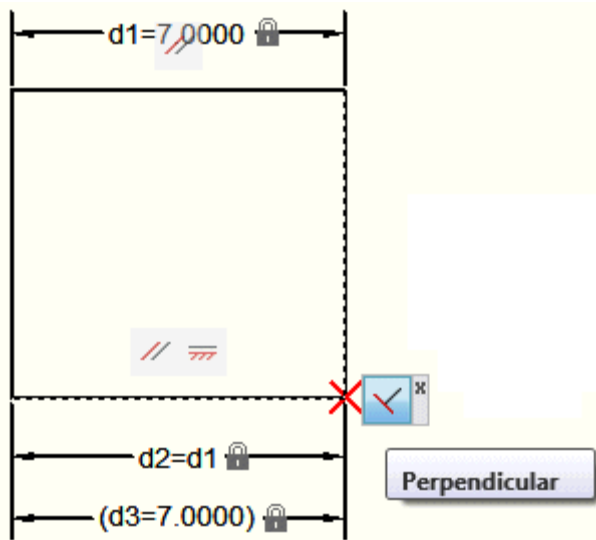 d1=7.0000
x
d2=d1
Perpendicular
(d3=7.0000)